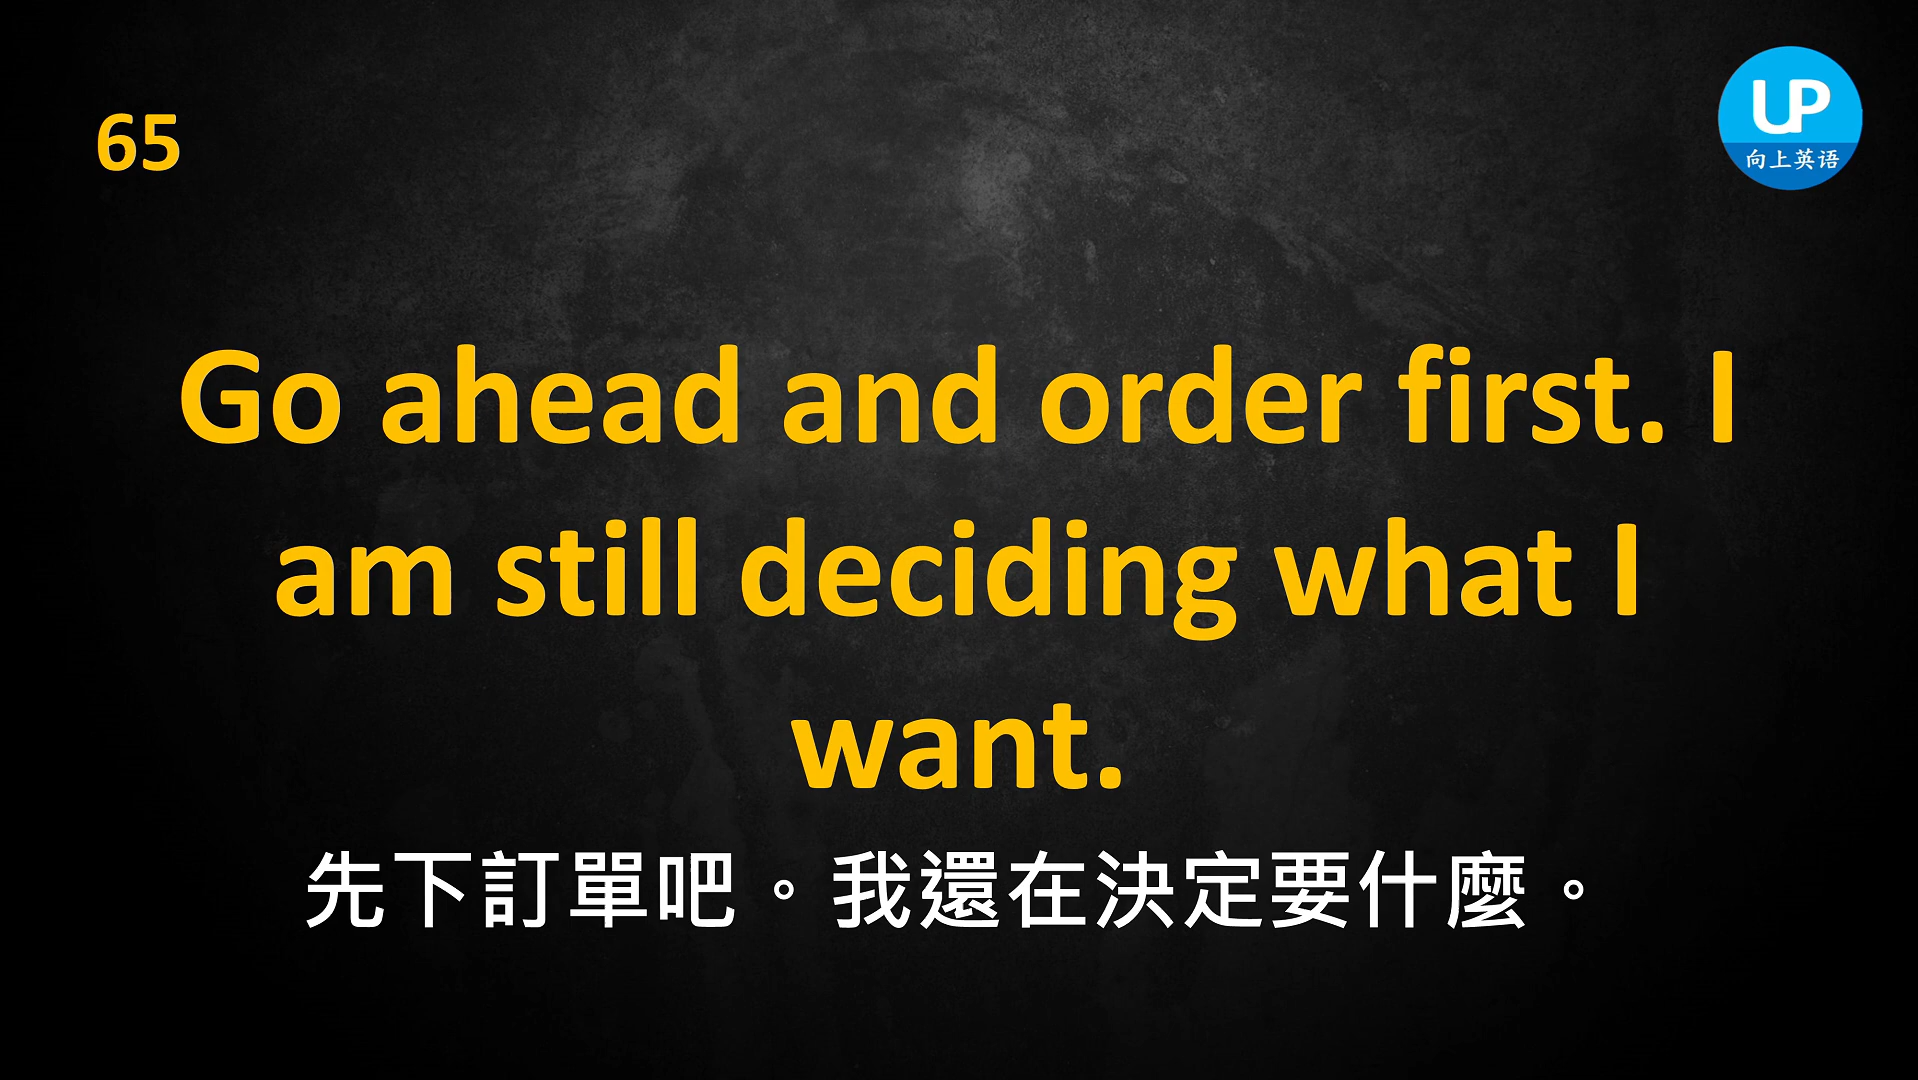 65
UP
向上英语
Go ahead and order first. I
am still deciding what I
want.
先下訂單吧。我還在決定要什麼。